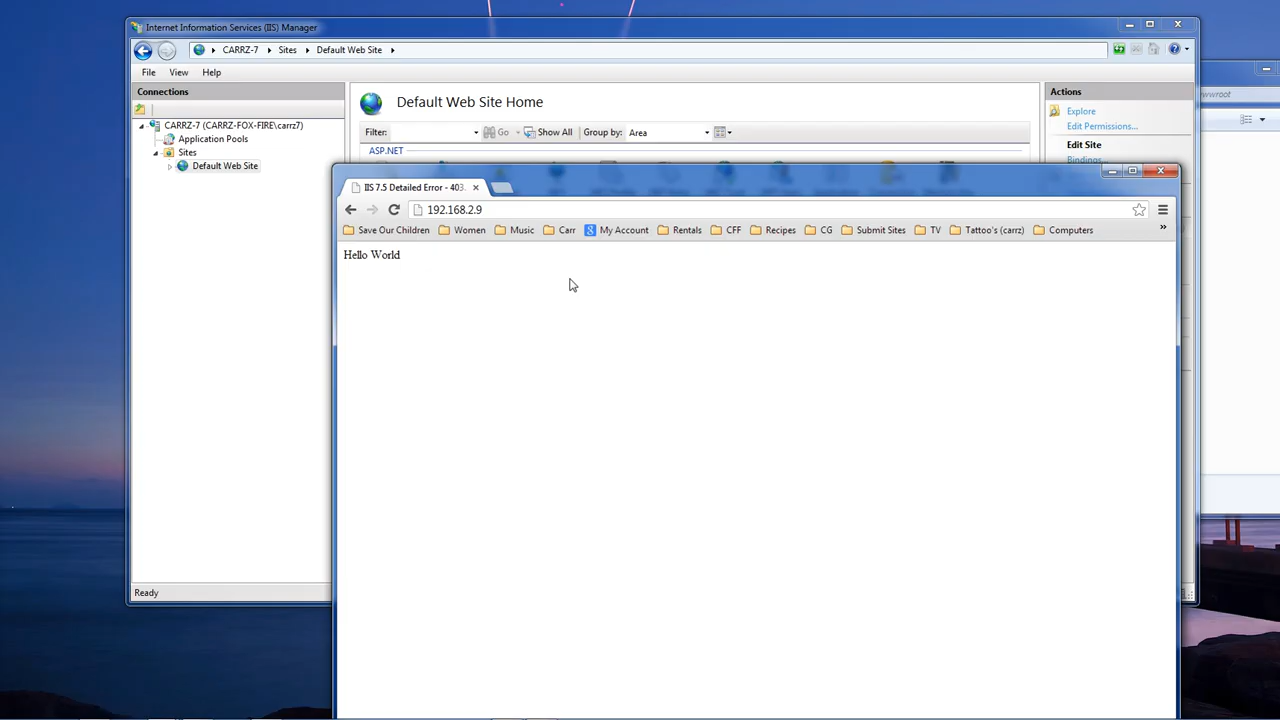 Internet Information Services (IIS) Manager
CARRZ-7 Sites Default Web Site
File View Help
Connections
CARRZ-7 (CARRZ-FOX-FIRE\carrz7)
Application Pools
Sites
Default Web Site
Default Web Site Home
Filter: Go Show All Group by: Area
ASP.NET
Actions
Explore
Edit Permissions...
Edit Site
Bindings...
IIS 7.5 Detailed Error - 403.
192.168.2.9
Save Our Children Women Music Carr My Account Rentals CFF Recipes CG Submit Sites TV Tattoo's (carrz) Computers »
Hello World
Ready